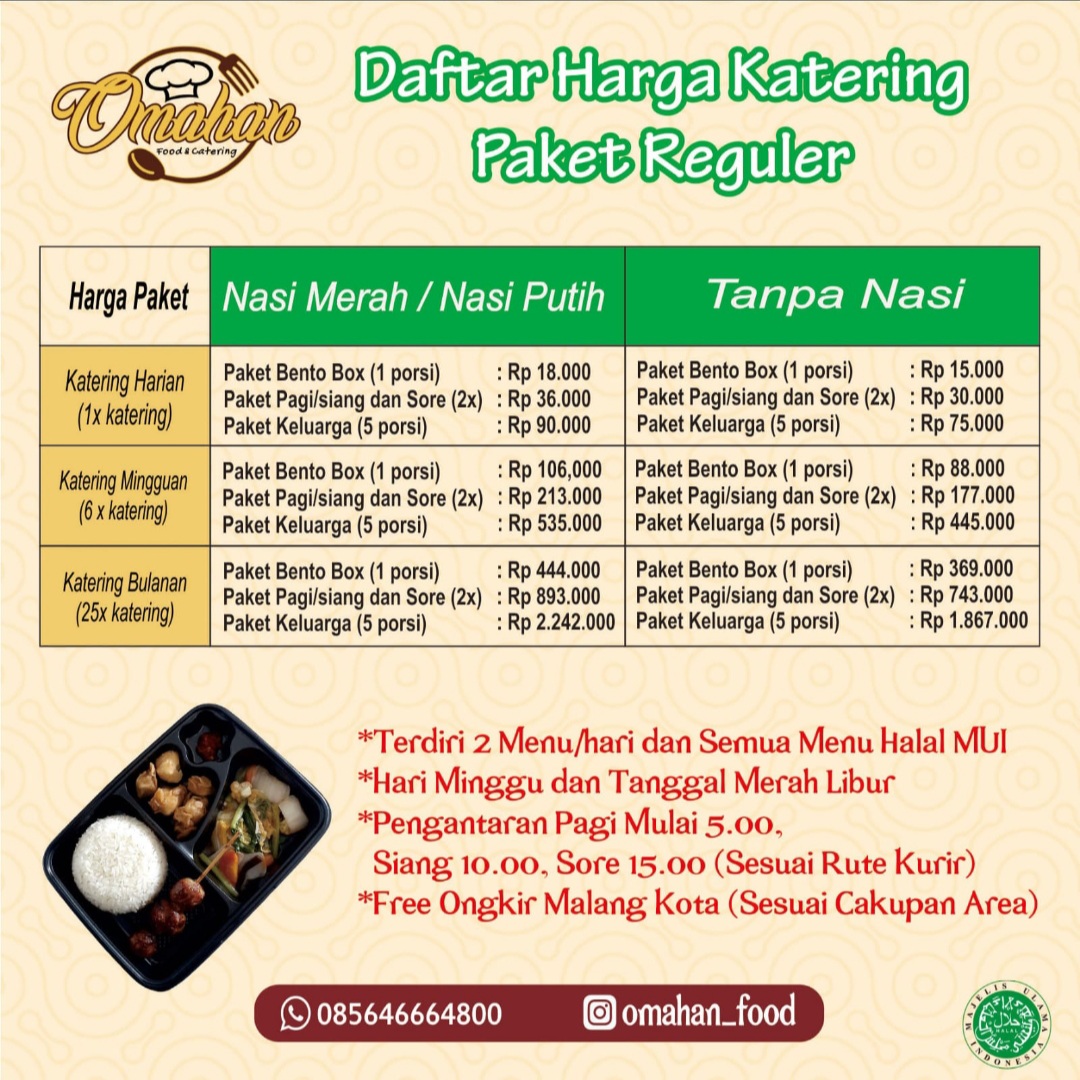 Omahan
Food & Catering
Daftar Harga Katering
Paket Reguler
Harga Paket
Nasi Merah / Nasi Putih
Tanpa Nasi
Katering Harian
(1x katering)
Paket Bento Box (1 porsi) : Rp 18.000
Paket Pagi/siang dan Sore (2x) : Rp 36.000
Paket Keluarga (5 porsi) : Rp 90.000
Paket Bento Box (1 porsi) : Rp 15.000
Paket Pagi/siang dan Sore (2x) : Rp 30.000
Paket Keluarga (5 porsi) : Rp 75.000
Katering Mingguan
(6 x katering)
Paket Bento Box (1 porsi) : Rp 106,000
Paket Pagi/siang dan Sore (2x) : Rp 213.000
Paket Keluarga (5 porsi) : Rp 535.000
Paket Bento Box (1 porsi) : Rp 88.000
Paket Pagi/siang dan Sore (2x) : Rp 177.000
Paket Keluarga (5 porsi) : Rp 445.000
Katering Bulanan
(25x katering)
Paket Bento Box (1 porsi) : Rp 444.000
Paket Pagi/siang dan Sore (2x) : Rp 893.000
Paket Keluarga (5 porsi) : Rp 2.242.000
Paket Bento Box (1 porsi) : Rp 369.000
Paket Pagi/siang dan Sore (2x) : Rp 743.000
Paket Keluarga (5 porsi) : Rp 1.867.000
*Terdiri 2 Menu/hari dan Semua Menu Halal MUI
*Hari Minggu dan Tanggal Merah Libur
*Pengantaran Pagi Mulai 5.00,
Siang 10.00, Sore 15.00 (Sesuai Rute Kurir)
*Free Ongkir Malang Kota (Sesuai Cakupan Area)
085646664800
omahan_food
MAJELIS ULAMA INDONESIA
حلال
HALAL